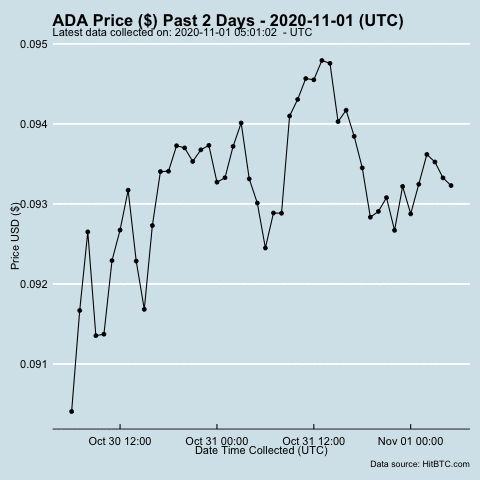 ADA Price ($) Past 2 Days - 2020-11-01 (UTC)
Latest data collected on: 2020-11-01 05:01:02  - UTC
0.095
0.094
0.093
0.092
0.091
Price USD ($)
Oct 30 12:00
Oct 31 00:00
Oct 31 12:00
Nov 01 00:00
Date Time Collected (UTC)
Data source: HitBTC.com